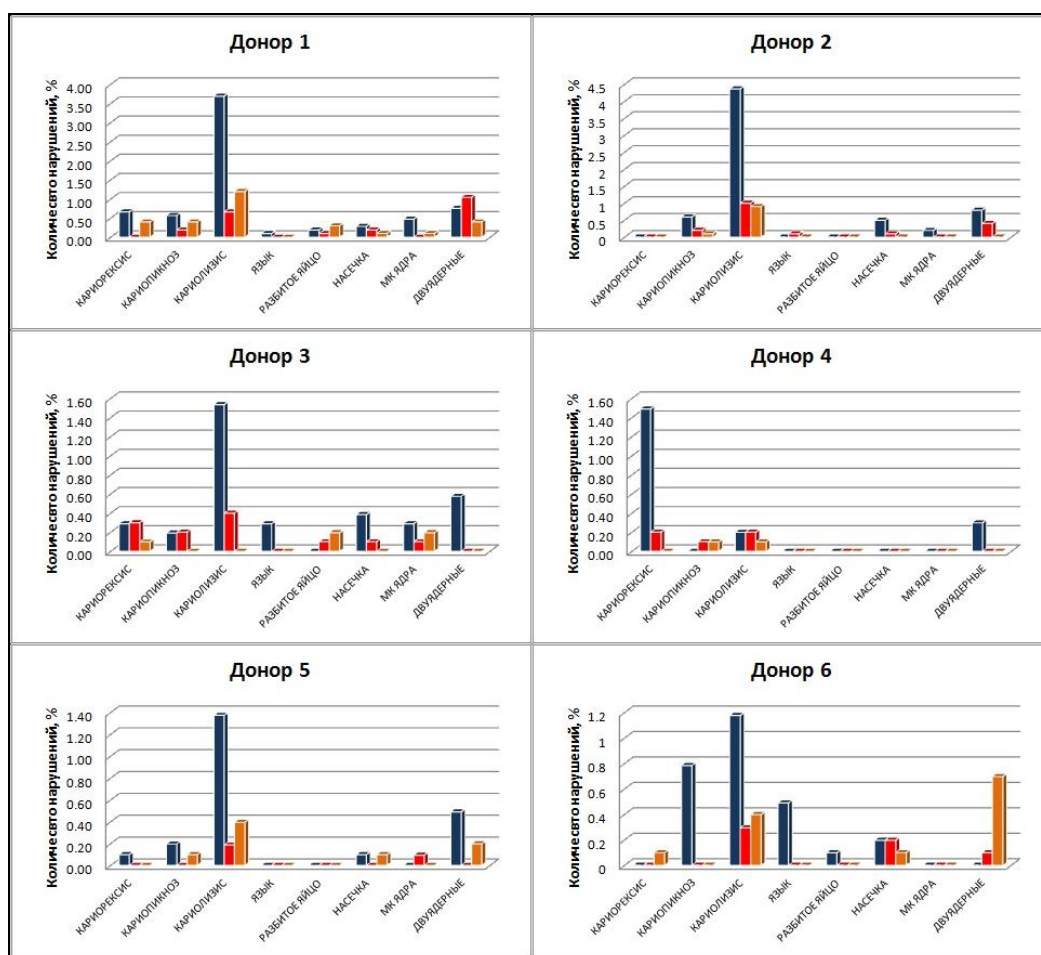 Донор 1
Количесвто нарушений, %
4.00
3.50
3.00
2.50
2.00
1.50
1.00
0.50
0.00
КАРИОРЕКСИС
КАРИОПИКНОЗ
КАРИОЛИЗИС
ЯЗЫК
РАЗБИТОЕ ЯЙЦО
НАСЕЧКА
МК ЯДРА
ДВУЯДЕРНЫЕ
Донор 2
Количесвто нарушений, %
4.5
4
3.5
3
2.5
2
1.5
1
0.5
0
КАРИОРЕКСИС
КАРИОПИКНОЗ
КАРИОЛИЗИС
ЯЗЫК
РАЗБИТОЕ ЯЙЦО
НАСЕЧКА
МК ЯДРА
ДВУЯДЕРНЫЕ
Донор 3
Количесвто нарушений, %
1.60
1.40
1.20
1.00
0.80
0.60
0.40
0.20
0.00
КАРИОРЕКСИС
КАРИОПИКНОЗ
КАРИОЛИЗИС
ЯЗЫК
РАЗБИТОЕ ЯЙЦО
НАСЕЧКА
МК ЯДРА
ДВУЯДЕРНЫЕ
Донор 4
Количесвто нарушений, %
1.60
1.40
1.20
1.00
0.80
0.60
0.40
0.20
0.00
КАРИОРЕКСИС
КАРИОПИКНОЗ
КАРИОЛИЗИС
ЯЗЫК
РАЗБИТОЕ ЯЙЦО
НАСЕЧКА
МК ЯДРА
ДВУЯДЕРНЫЕ
Донор 5
Количесвто нарушений, %
1.40
1.20
1.00
0.80
0.60
0.40
0.20
0.00
КАРИОРЕКСИС
КАРИОПИКНОЗ
КАРИОЛИЗИС
ЯЗЫК
РАЗБИТОЕ ЯЙЦО
НАСЕЧКА
МК ЯДРА
ДВУЯДЕРНЫЕ
Донор 6
Количесвто нарушений, %
1.2
1
0.8
0.6
0.4
0.2
0
КАРИОРЕКСИС
КАРИОПИКНОЗ
КАРИОЛИЗИС
ЯЗЫК
РАЗБИТОЕ ЯЙЦО
НАСЕЧКА
МК ЯДРА
ДВУЯДЕРНЫЕ